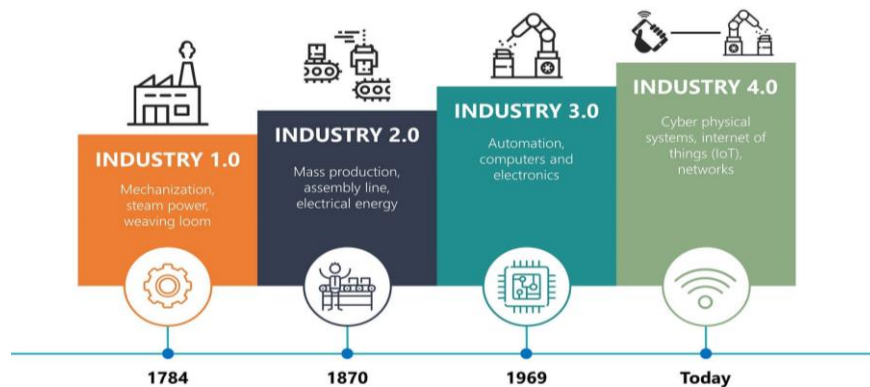 INDUSTRY 1.0
Mechanization,
steam power,
weaving loom
INDUSTRY 2.0
Mass production,
assembly line,
electrical energy
INDUSTRY 3.0
Automation,
computers and
electronics
INDUSTRY 4.0
Cyber physical
systems, internet of
things (IoT),
networks
1784
1870
1969
Today